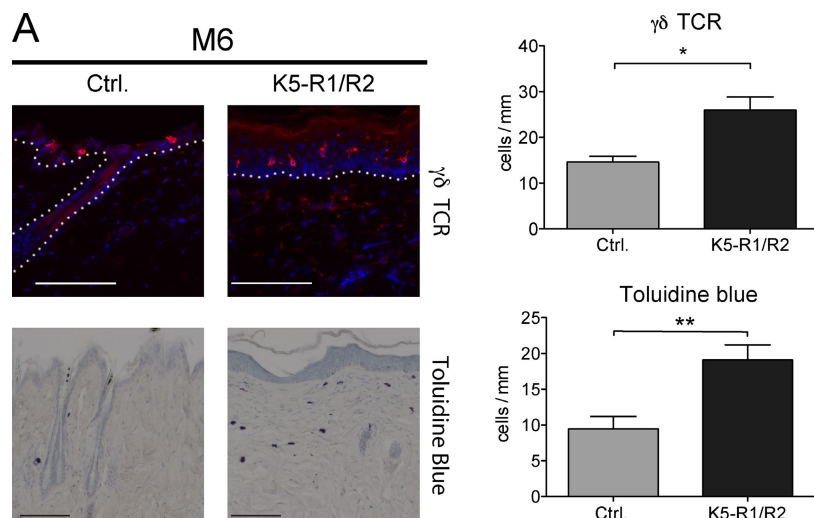 A
M6
Ctrl.
K5-R1/R2
γδ TCR
Toluidine Blue
γδ TCR
cells / mm
40
30
20
10
0
*
Ctrl.
K5-R1/R2
Toluidine blue
cells / mm
25
20
15
10
5
0
**
Ctrl.
K5-R1/R2